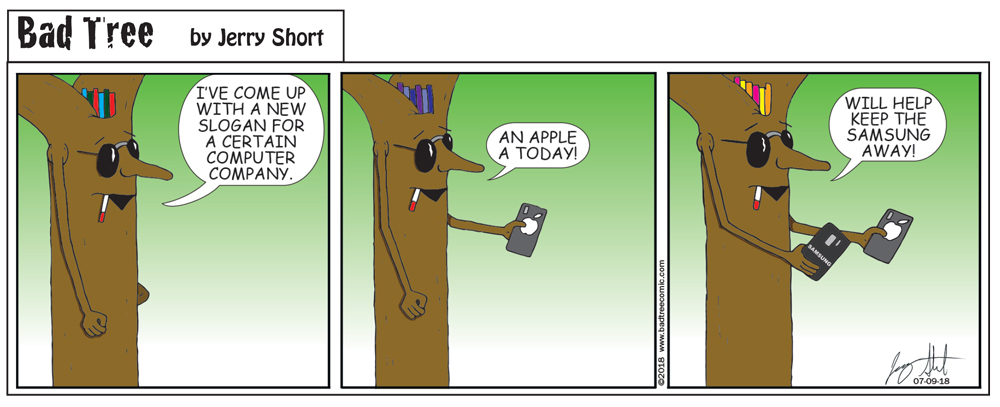 Bad Tree by Jerry Short
I'VE COME UP
WITH A NEW
SLOGAN FOR
A CERTAIN
COMPUTER
COMPANY.
AN APPLE
A TODAY!
WILL HELP
KEEP THE
SAMSUNG
AWAY!
SAMSUNG
©2018 www.badtreecomic.com
07-09-18